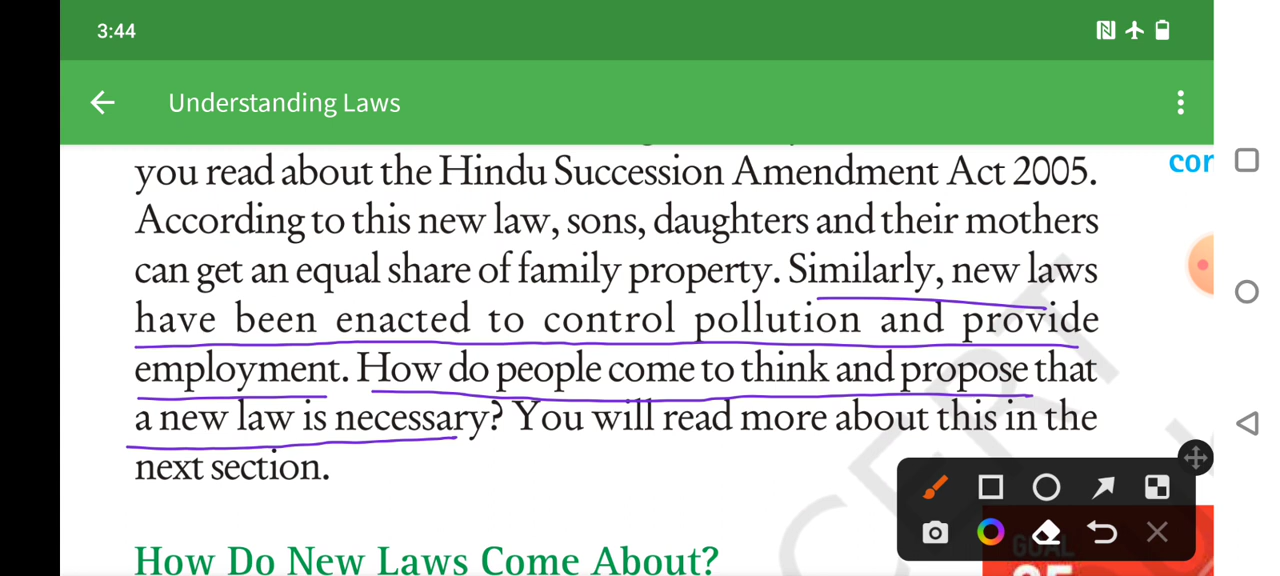 3:44
Understanding Laws
you read about the Hindu Succession Amendment Act 2005.
cor
According to this new law, sons, daughters and their mothers
can get an equal share of family property. Similarly, new laws
have been enacted to control pollution and provide
employment. How do people come to think and propose that
a new law is necessary? You will read more about this in the
next section.
How Do New Laws Come About?
GOAL